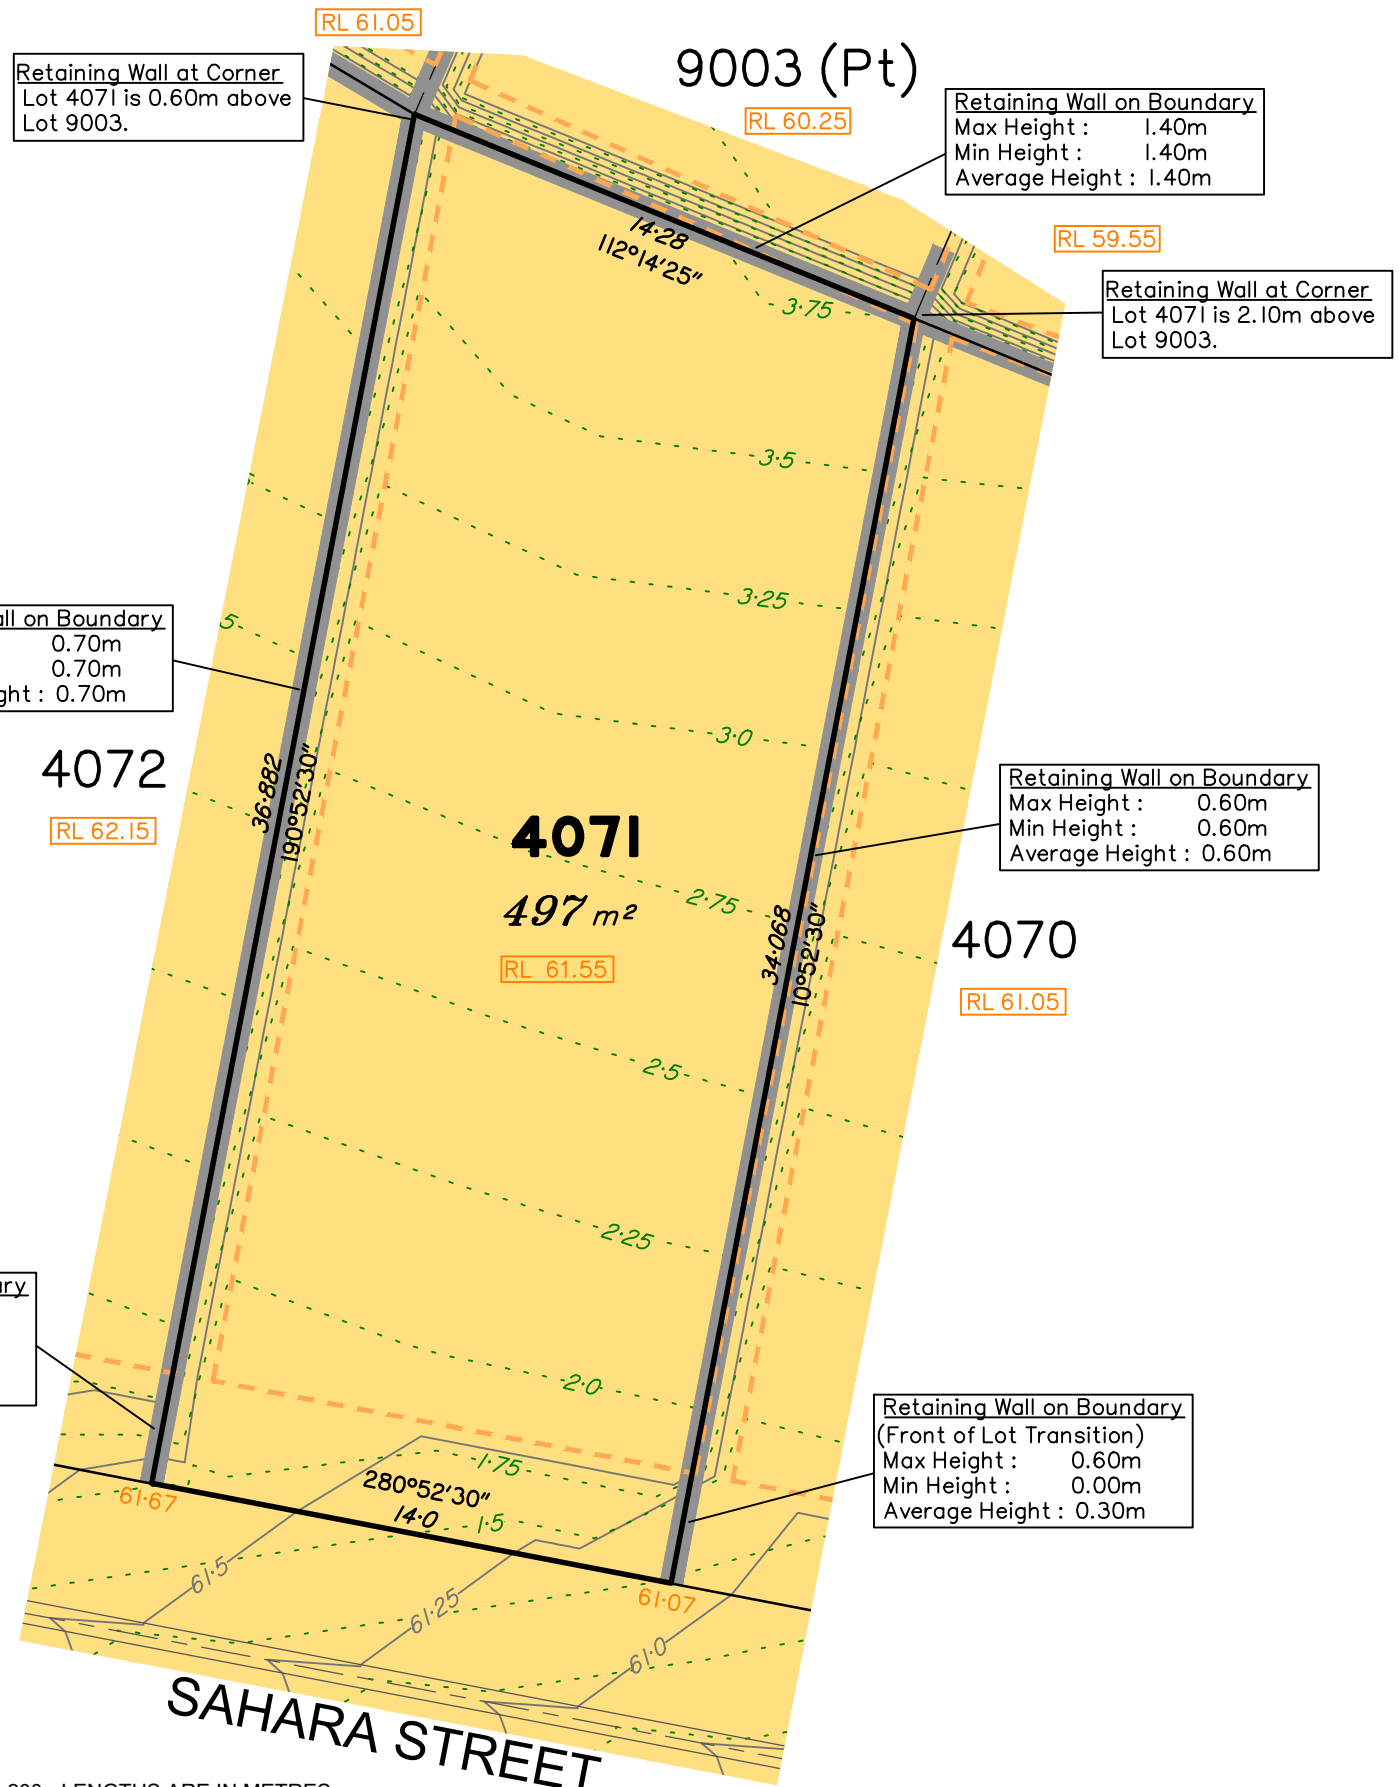 RL 61.05
9003 (Pt)
RL 60.25
Retaining Wall at Corner
Lot 4071 is 0.60m above
Lot 9003.
Retaining Wall on Boundary
Max Height : 1.40m
Min Height : 1.40m
Average Height : 1.40m
RL 59.55
Retaining Wall at Corner
Lot 4071 is 2.10m above
Lot 9003.
14·28
112°14'25"
3·75
3·5
3·25
3·0
5
all on Boundary
0.70m
0.70m
ght : 0.70m
4072
RL 62.15
36·882
190°52'30"
4071
497 m²
RL 61.55
2·75
34·068
10°52'30"
Retaining Wall on Boundary
Max Height : 0.60m
Min Height : 0.60m
Average Height : 0.60m
4070
RL 61.05
2·5
2·25
2·0
ary
Retaining Wall on Boundary
(Front of Lot Transition)
Max Height : 0.60m
Min Height : 0.00m
Average Height : 0.30m
1·75
280°52'30"
14·0
1·5
61·67
61·07
61·5
61·25
61·0
SAHARA STREET